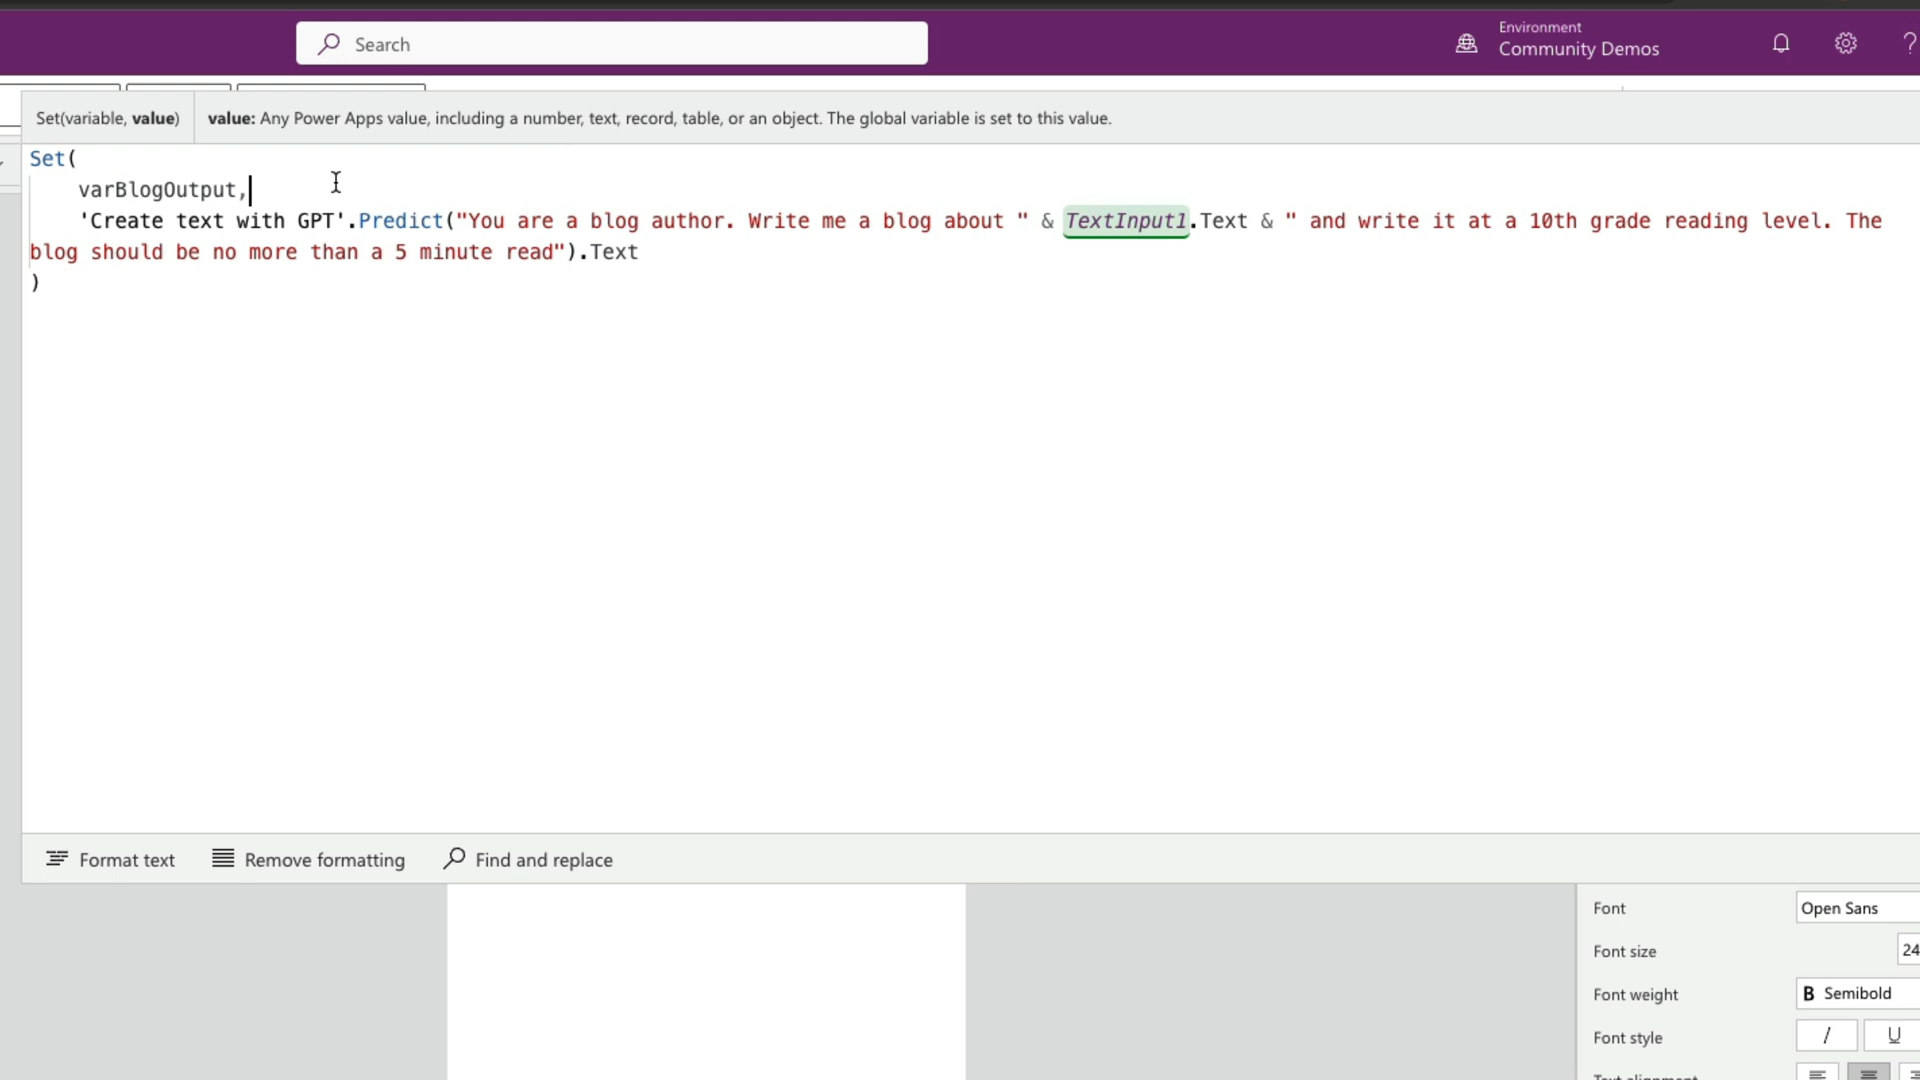 Search
Environment
Community Demos
?
Set(variable, value) value: Any Power Apps value, including a number, text, record, table, or an object. The global variable is set to this value.
Set(
varBlogOutput,
'Create text with GPT'.Predict("You are a blog author. Write me a blog about " & TextInput1.Text & " and write it at a 10th grade reading level. The
blog should be no more than a 5 minute read").Text
)
Format text Remove formatting Find and replace
Font Open Sans
Font size 24
Font weight B Semibold
Font style / U
Text alignment